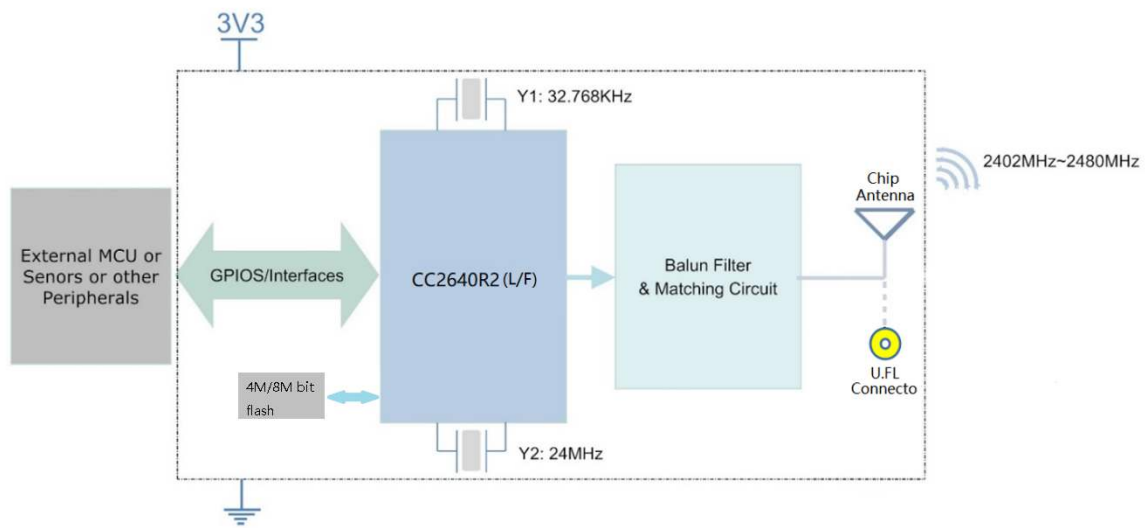 3V3
Y1: 32.768KHz
2402MHz~2480MHz
Chip
Antenna
External MCU or
Senors or other
Peripherals
GPIOS/Interfaces
CC2640R2 (L/F)
Balun Filter
& Matching Circuit
4M/8M bit
flash
U.FL
Connecto
Y2: 24MHz